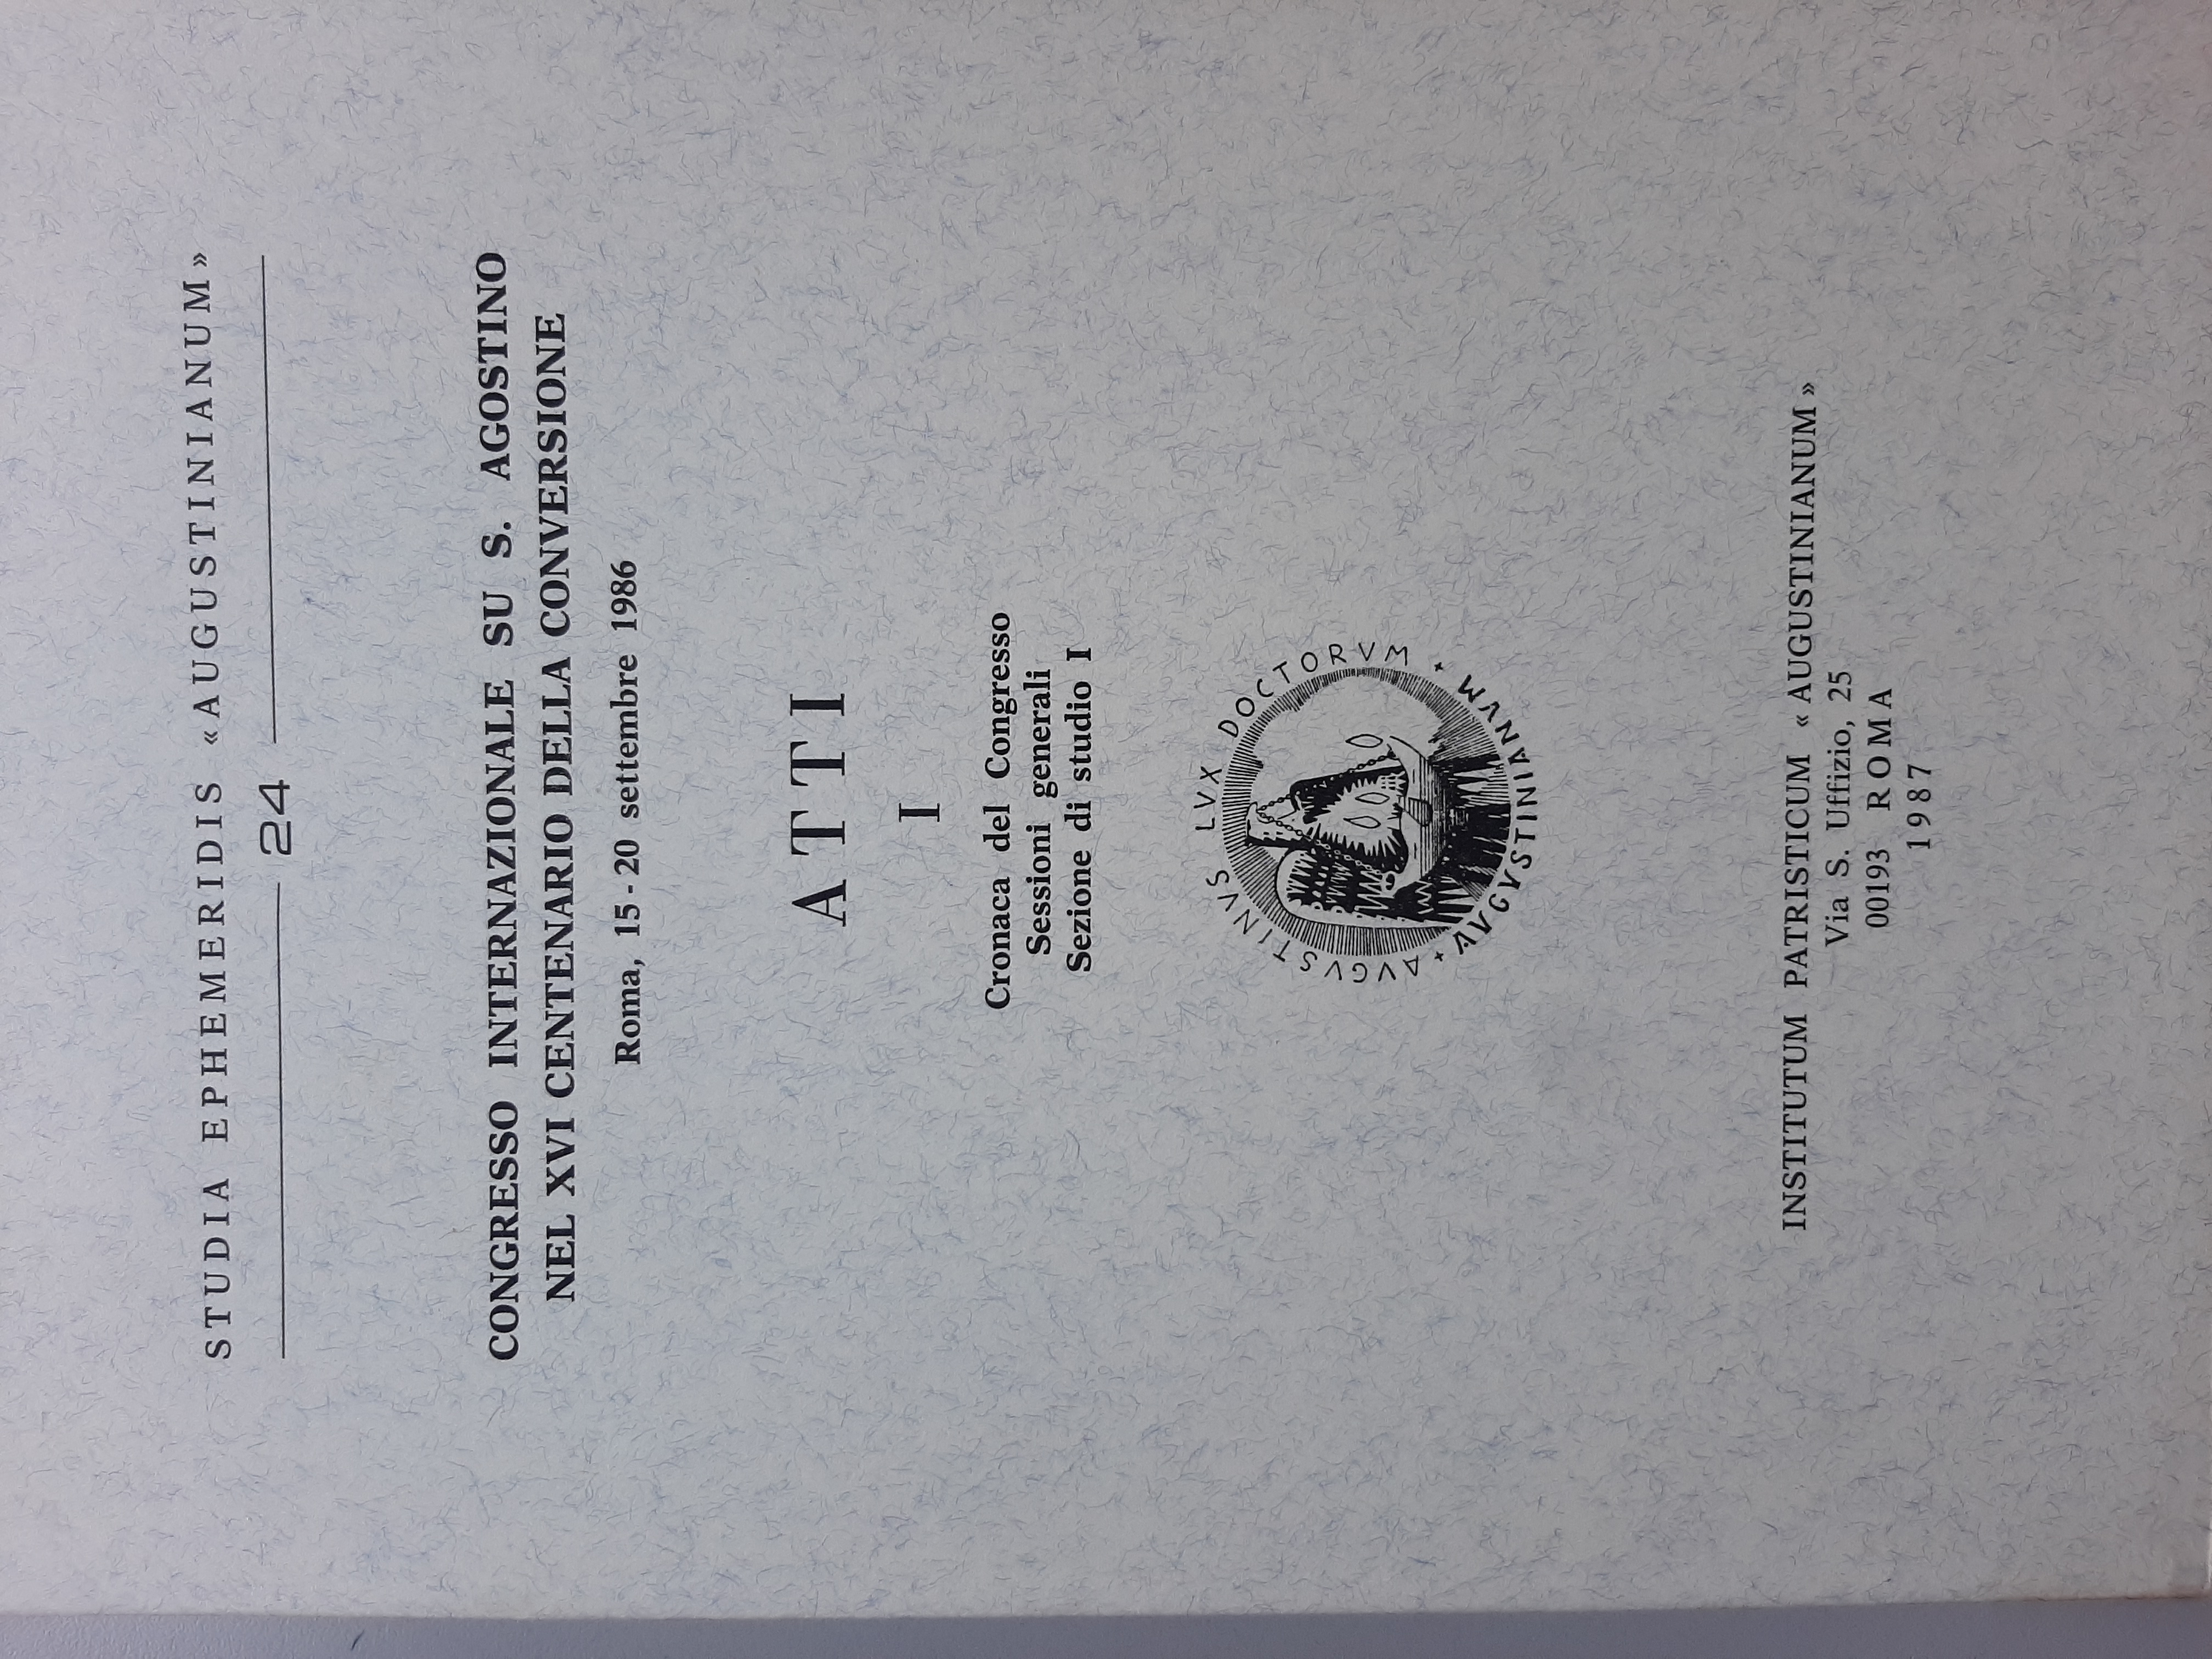 STUDIA EPHEMERIDIS «AUGUSTINIANUM»
24
CONGRESSO INTERNAZIONALE SU S. AGOSTINO
NEL XVI CENTENARIO DELLA CONVERSIONE
Roma, 15 - 20 settembre 1986
ATTI
I
Cronaca del Congresso
Sessioni generali
Sezione di studio I
AVGVSTINVS LVX DOCTORVM
AVGVSTINIANVM
INSTITUTUM PATRISTICUM « AUGUSTINIANUM »
Via S. Uffizio, 25
00193 ROMA
1987